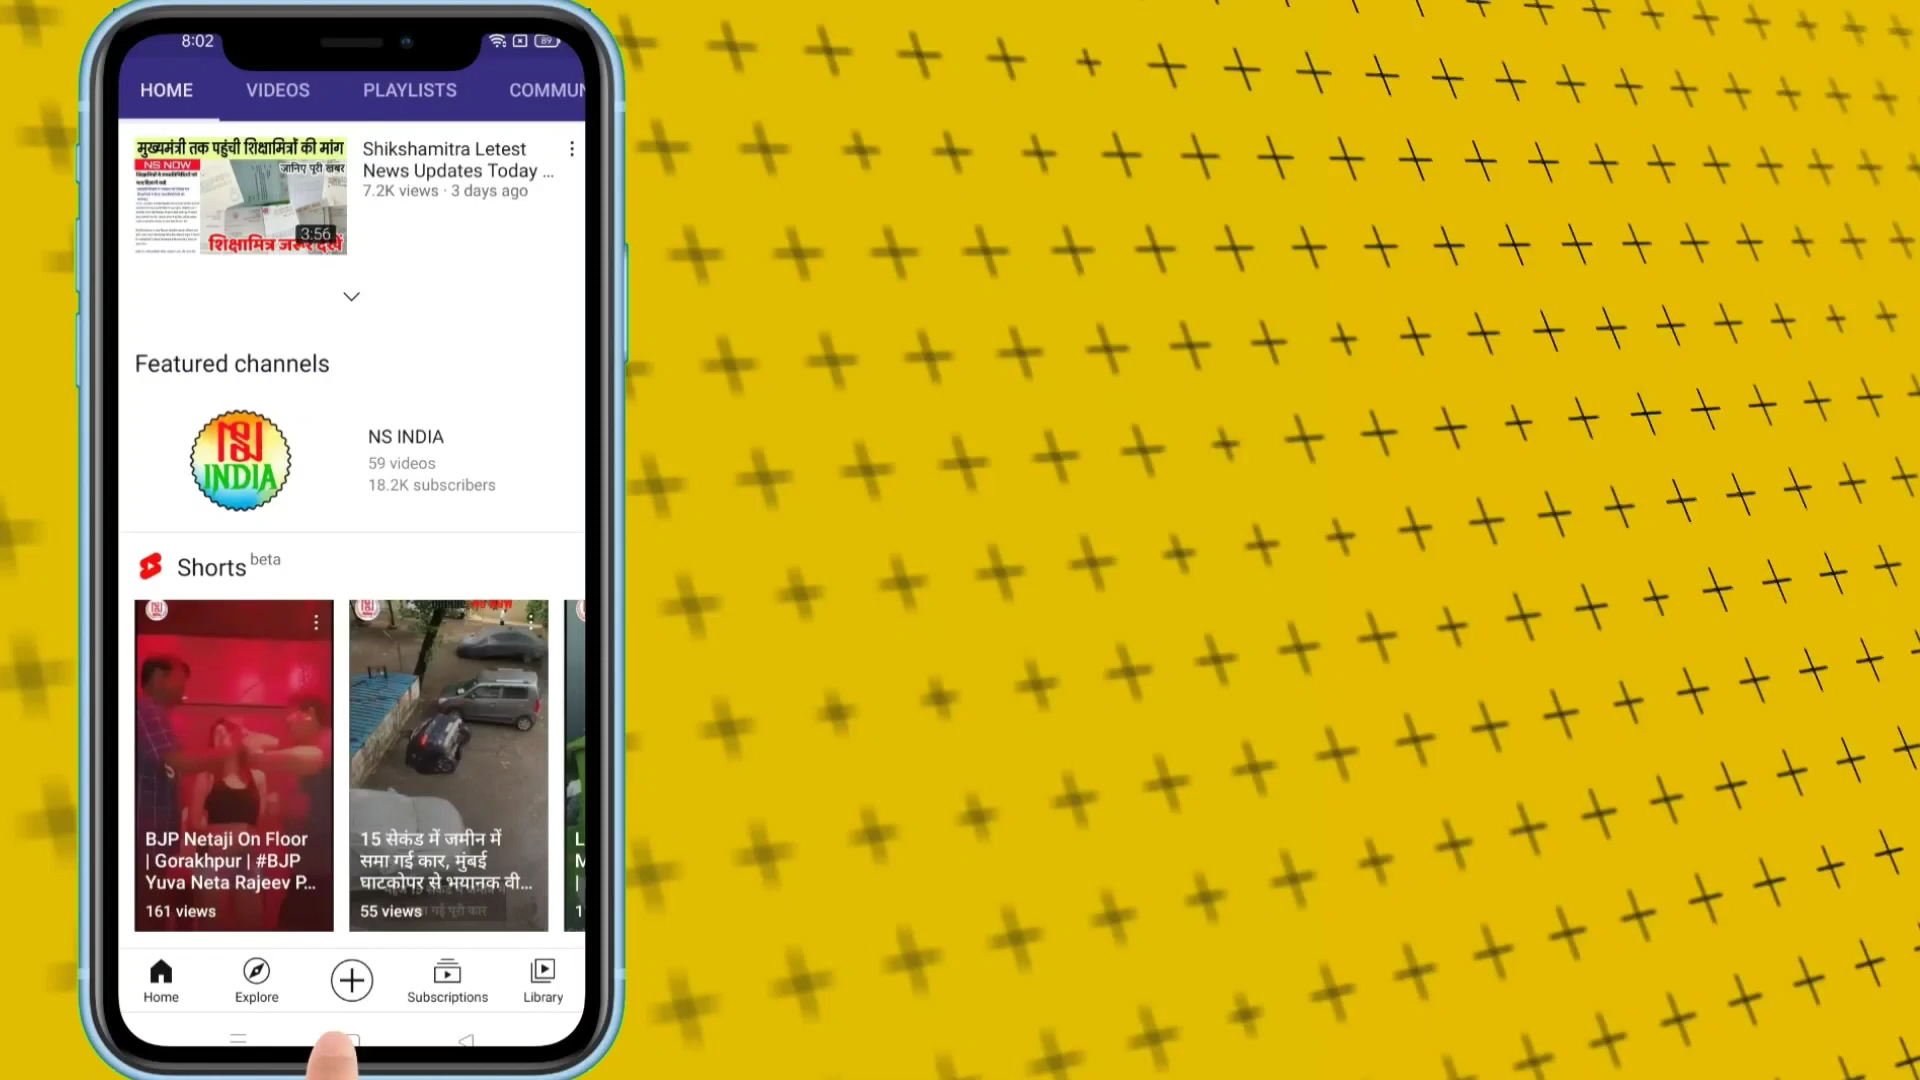 8:02
89
HOME VIDEOS PLAYLISTS COMMUN
मुख्यमंत्री तक पहुंची शिक्षामित्रों की मांग
NS NOW
जानिए पूरी खबर
3:56
शिक्षामित्र जरूर देखें
Shikshamitra Letest
News Updates Today ...
7.2K views · 3 days ago
Featured channels
NS
INDIA
NS INDIA
59 videos
18.2K subscribers
Shorts beta
BJP Netaji On Floor
| Gorakhpur | #BJP
Yuva Neta Rajeev P...
161 views
15 सेकंड में जमीन में
समा गई कार, मुंबई
घाटकोपर से भयानक वी...
55 views
L
M
|
1
Home Explore Subscriptions Library